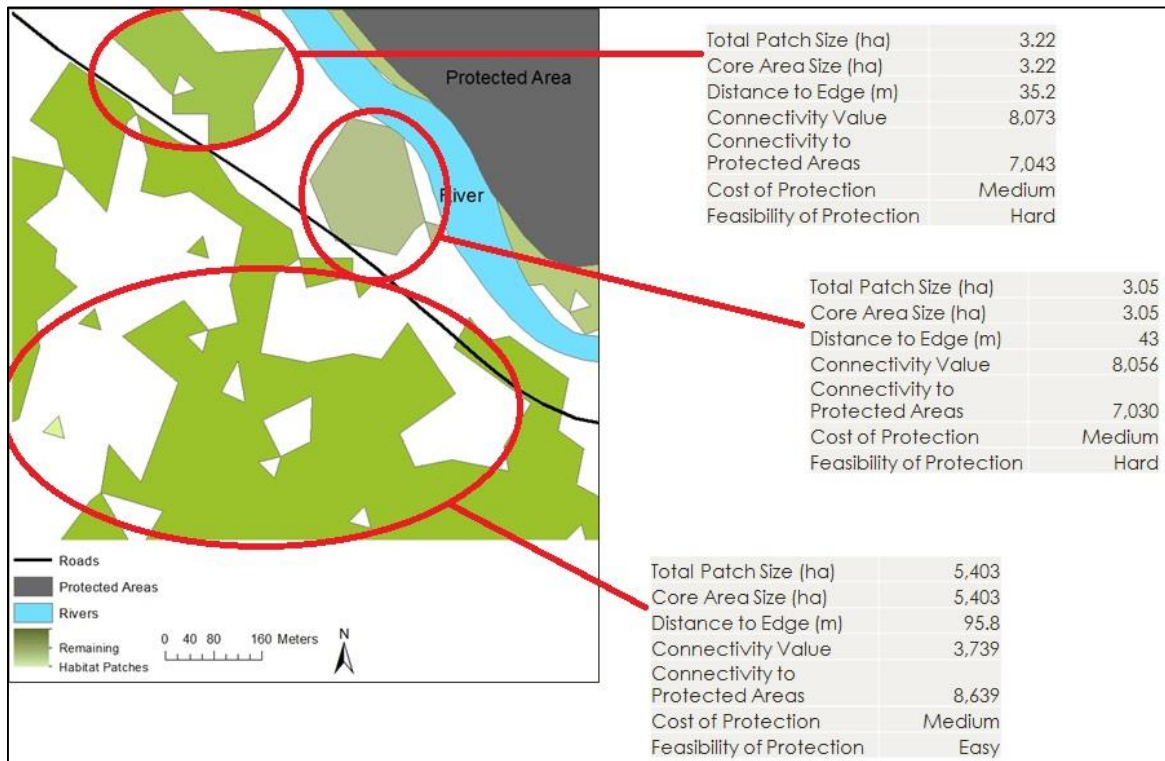 Protected Area
River
Roads
Protected Areas
Rivers
Remaining
Habitat Patches
0 40 80 160 Meters
N
Total Patch Size (ha) 3.22
Core Area Size (ha) 3.22
Distance to Edge (m) 35.2
Connectivity Value 8,073
Connectivity to
Protected Areas 7,043
Cost of Protection Medium
Feasibility of Protection Hard
Total Patch Size (ha) 3.05
Core Area Size (ha) 3.05
Distance to Edge (m) 43
Connectivity Value 8,056
Connectivity to
Protected Areas 7,030
Cost of Protection Medium
Feasibility of Protection Hard
Total Patch Size (ha) 5,403
Core Area Size (ha) 5,403
Distance to Edge (m) 95.8
Connectivity Value 3,739
Connectivity to
Protected Areas 8,639
Cost of Protection Medium
Feasibility of Protection Easy